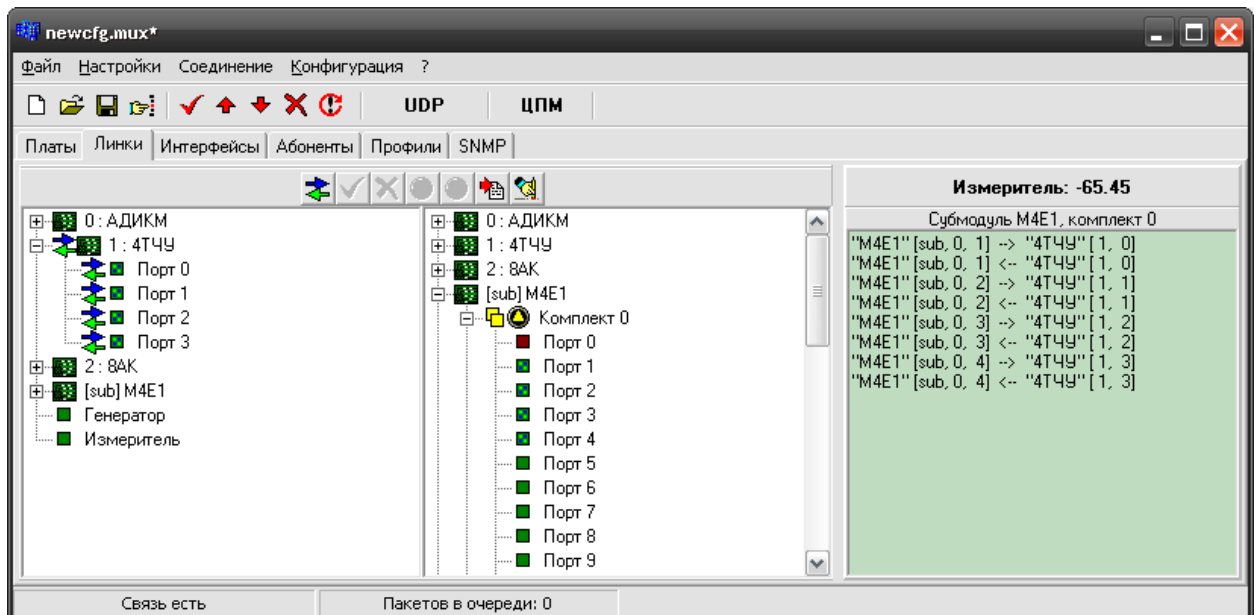 newcfg.mux*
Файл Настройки Соединение Конфигурация ?
UDP ЦПМ
Платы Линки Интерфейсы Абоненты Профили SNMP
0 : АДИКМ
1 : 4ТЧУ
Порт 0
Порт 1
Порт 2
Порт 3
2 : 8АК
[sub] M4E1
Генератор
Измеритель
0 : АДИКМ
1 : 4ТЧУ
2 : 8АК
[sub] M4E1
Комплект 0
Порт 0
Порт 1
Порт 2
Порт 3
Порт 4
Порт 5
Порт 6
Порт 7
Порт 8
Порт 9
Измеритель: -65.45
Субмодуль M4E1, комплект 0
"M4E1" [sub, 0, 1] --> "4ТЧУ" [ 1, 0]
"M4E1" [sub, 0, 1] <-- "4ТЧУ" [ 1, 0]
"M4E1" [sub, 0, 2] --> "4ТЧУ" [ 1, 1]
"M4E1" [sub, 0, 2] <-- "4ТЧУ" [ 1, 1]
"M4E1" [sub, 0, 3] --> "4ТЧУ" [ 1, 2]
"M4E1" [sub, 0, 3] <-- "4ТЧУ" [ 1, 2]
"M4E1" [sub, 0, 4] --> "4ТЧУ" [ 1, 3]
"M4E1" [sub, 0, 4] <-- "4ТЧУ" [ 1, 3]
Связь есть Пакетов в очереди: 0